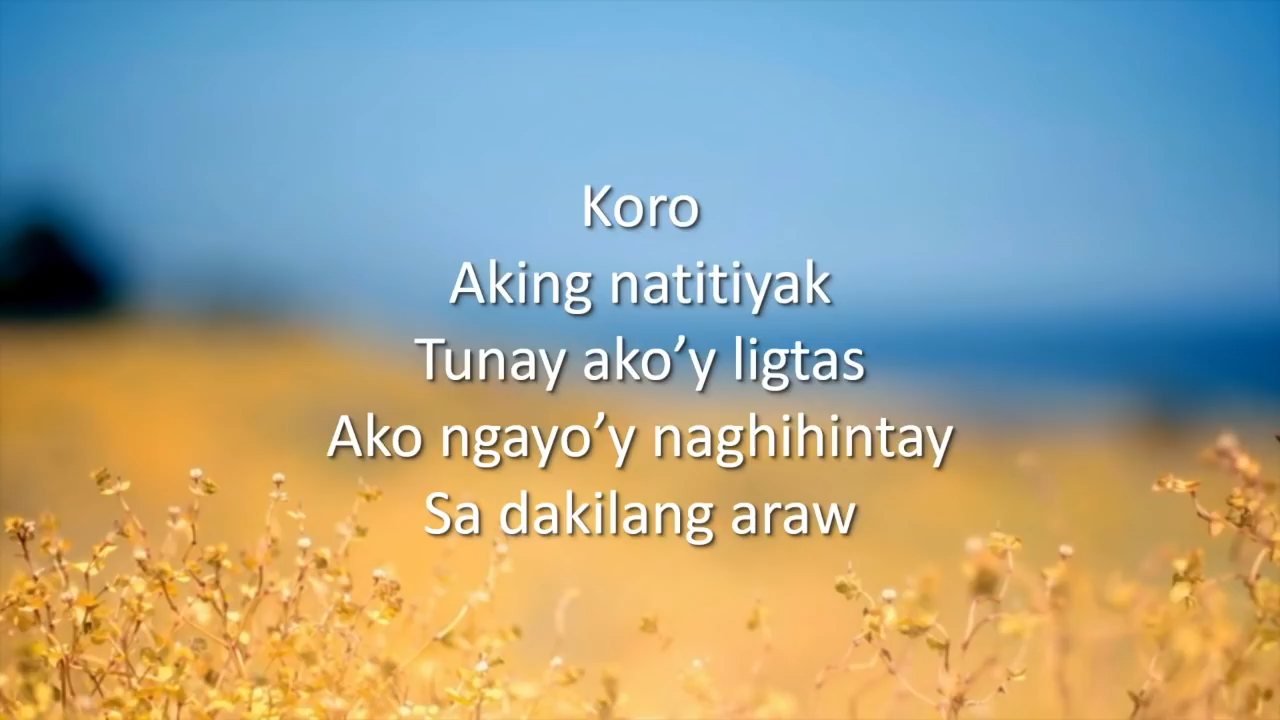 Koro
Aking natitiyak
Tunay ako’y ligtas
Ako ngayo’y naghihintay
Sa dakilang araw